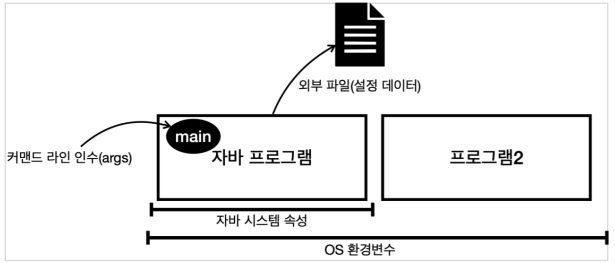 외부 파일(설정 데이터)
main
커맨드 라인 인수(args)
자바 프로그램
프로그램2
자바 시스템 속성
OS 환경변수